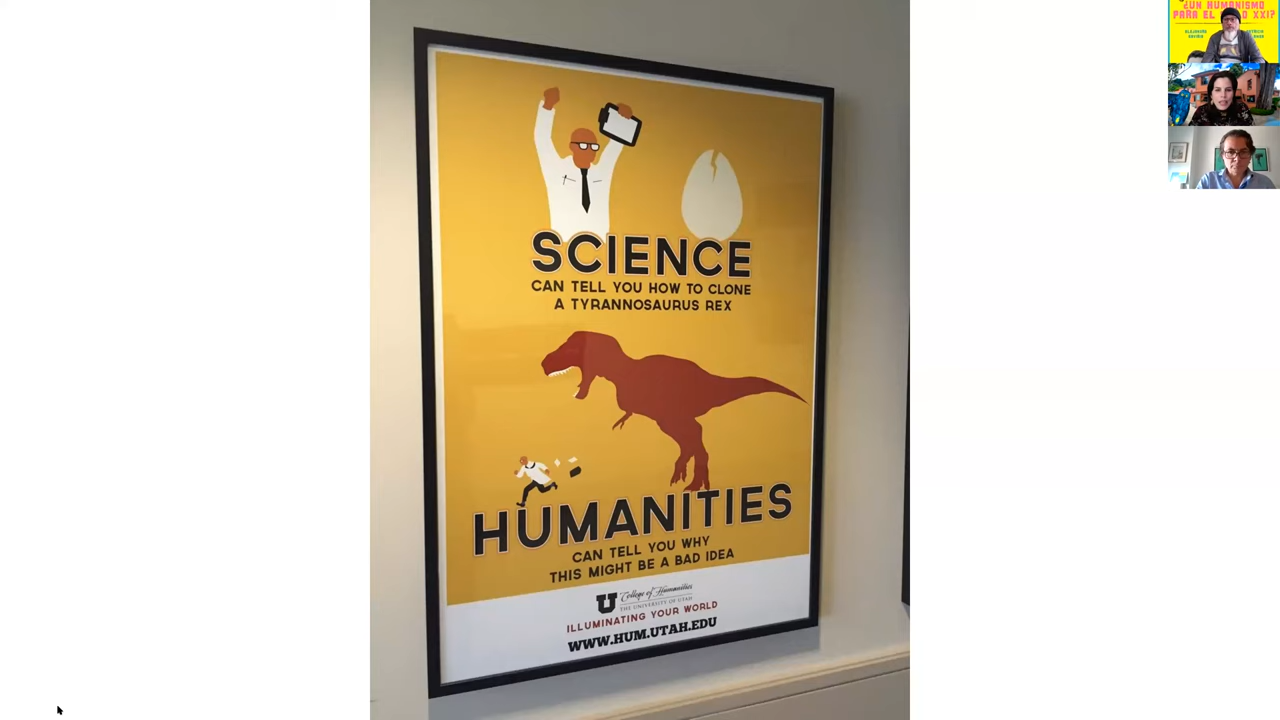 SCIENCE
CAN TELL YOU HOW TO CLONE
A TYRANNOSAURUS REX
HUMANITIES
CAN TELL YOU WHY
THIS MIGHT BE A BAD IDEA
U College of Humanities
THE UNIVERSITY OF UTAH
ILLUMINATING YOUR WORLD
WWW.HUM.UTAH.EDU
¿UN HUMANISMO
PARA EL
XXI?